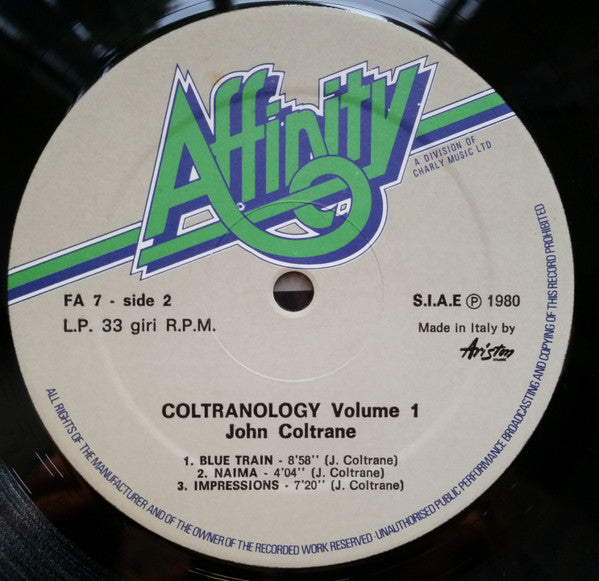 Affinity
A DIVISION OF
CHARLY MUSIC LTD
FA 7 - side 2
L.P. 33 giri R.P.M.
S.I.A.E Ⓟ 1980
Made in Italy by
Ariston
MUSIC
COLTRANOLOGY Volume 1
John Coltrane
1. BLUE TRAIN - 8'58'' (J. Coltrane)
2. NAIMA - 4'04'' (J. Coltrane)
3. IMPRESSIONS - 7'20'' (J. Coltrane)
ALL RIGHTS OF THE MANUFACTURER AND OF THE OWNER OF THE RECORDED WORK RESERVED·UNAUTHORISED PUBLIC PERFORMANCE BROADCASTING AND COPYING OF THIS RECORD PROHIBITED